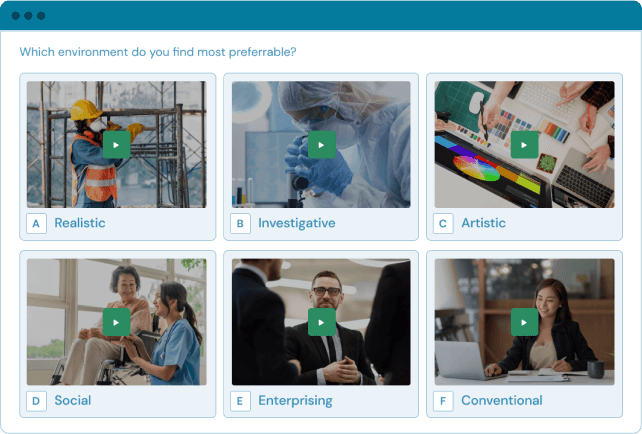 Which environment do you find most preferrable?
A Realistic
B Investigative
C Artistic
D Social
E Enterprising
F Conventional